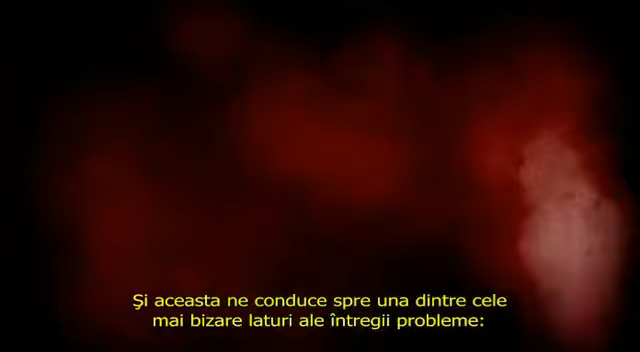 Şi aceasta ne conduce spre una dintre cele
mai bizare laturi ale întregii probleme: